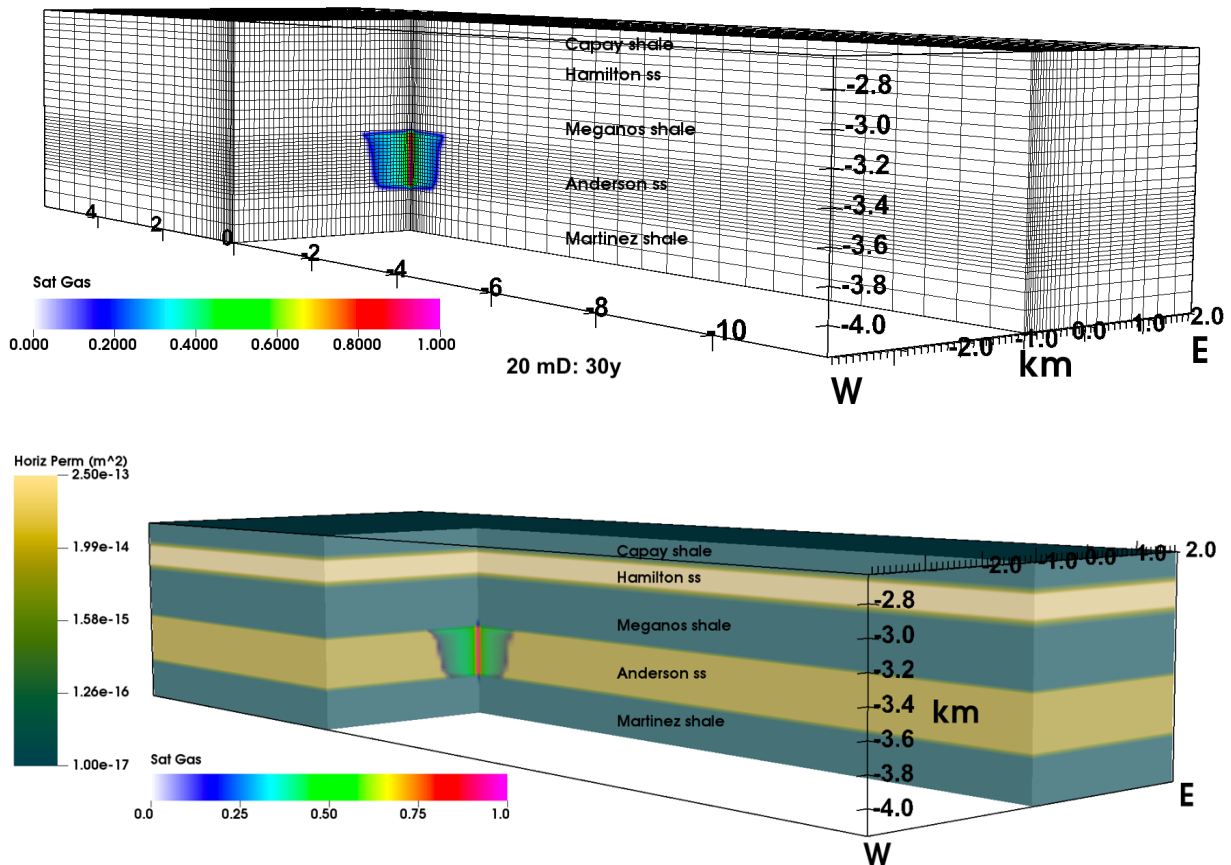 Capay shale
Hamilton ss
Meganos shale
Anderson ss
Martinez shale
-2.8
-3.0
-3.2
-3.4
-3.6
-3.8
-4.0
4
2
0
-2
-4
-6
-8
-10
-2.0
-1.0
0.0
1.0
2.0
km
W
E
Sat Gas
0.000 0.2000 0.4000 0.6000 0.8000 1.000
20 mD: 30y
Horiz Perm (m^2)
2.50e-13
1.99e-14
1.58e-15
1.26e-16
1.00e-17
Capay shale
Hamilton ss
Meganos shale
Anderson ss
Martinez shale
-2.0 -1.0 0.0 1.0 2.0
-2.8
-3.0
-3.2
-3.4
-3.6
-3.8
-4.0
km
E
W
Sat Gas
0.0 0.25 0.50 0.75 1.0